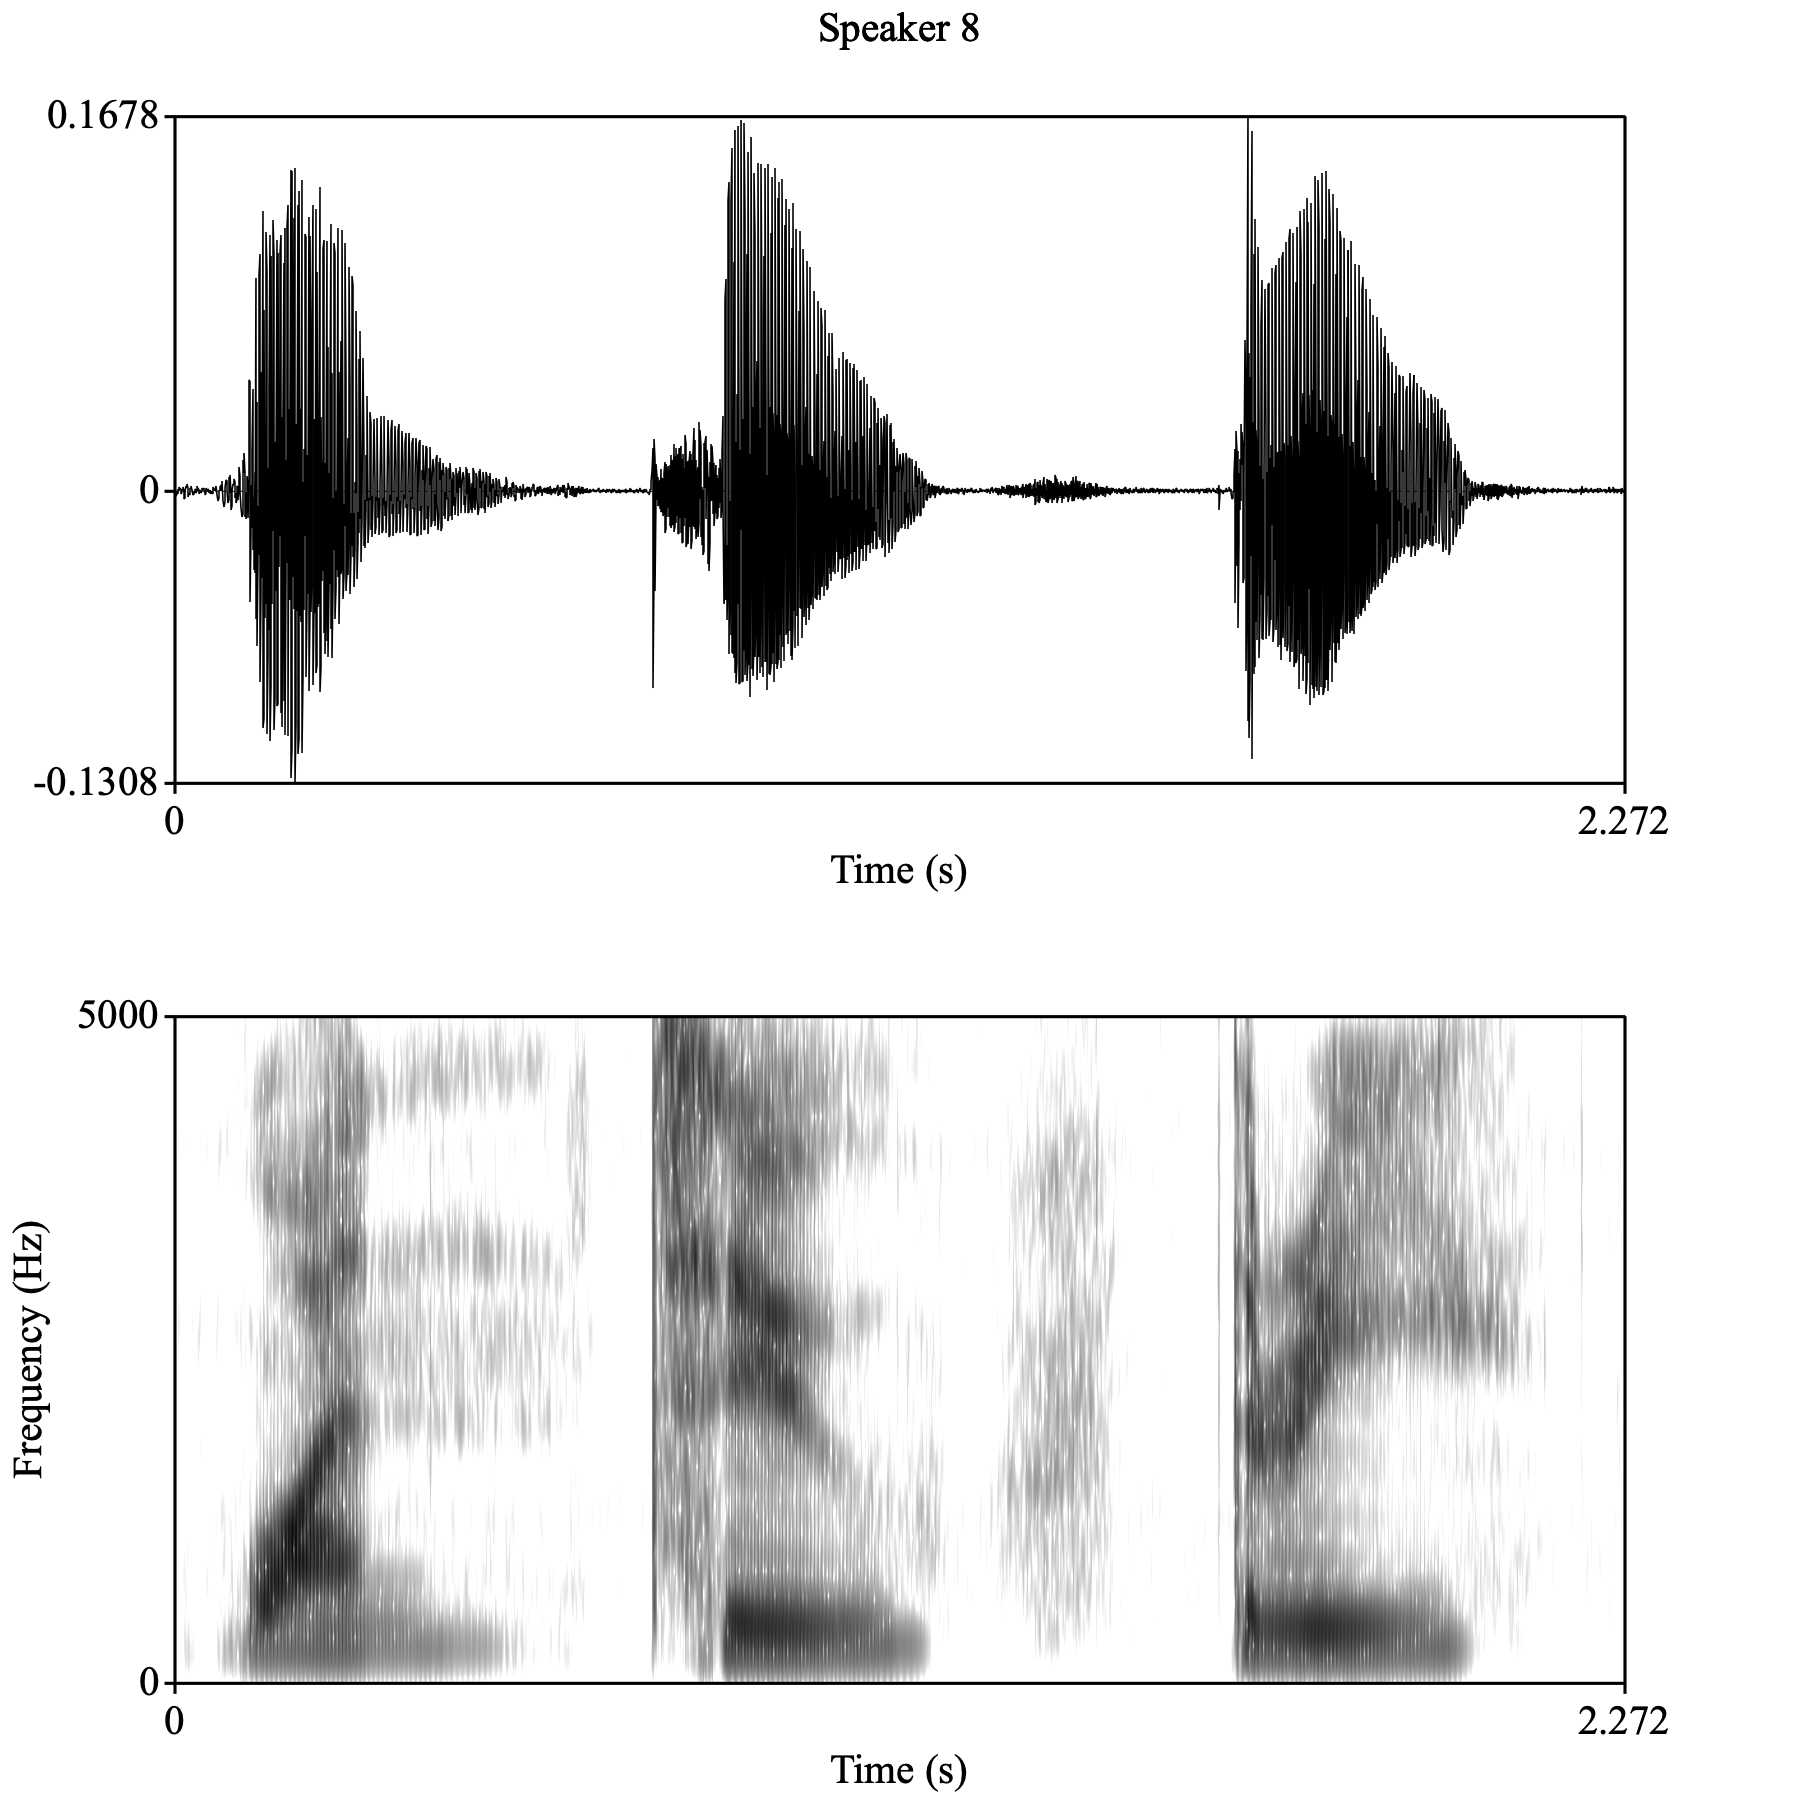 Speaker 8
0.1678
0
-0.1308
0 2.272
Time (s)
5000
Frequency (Hz)
0
0 2.272
Time (s)